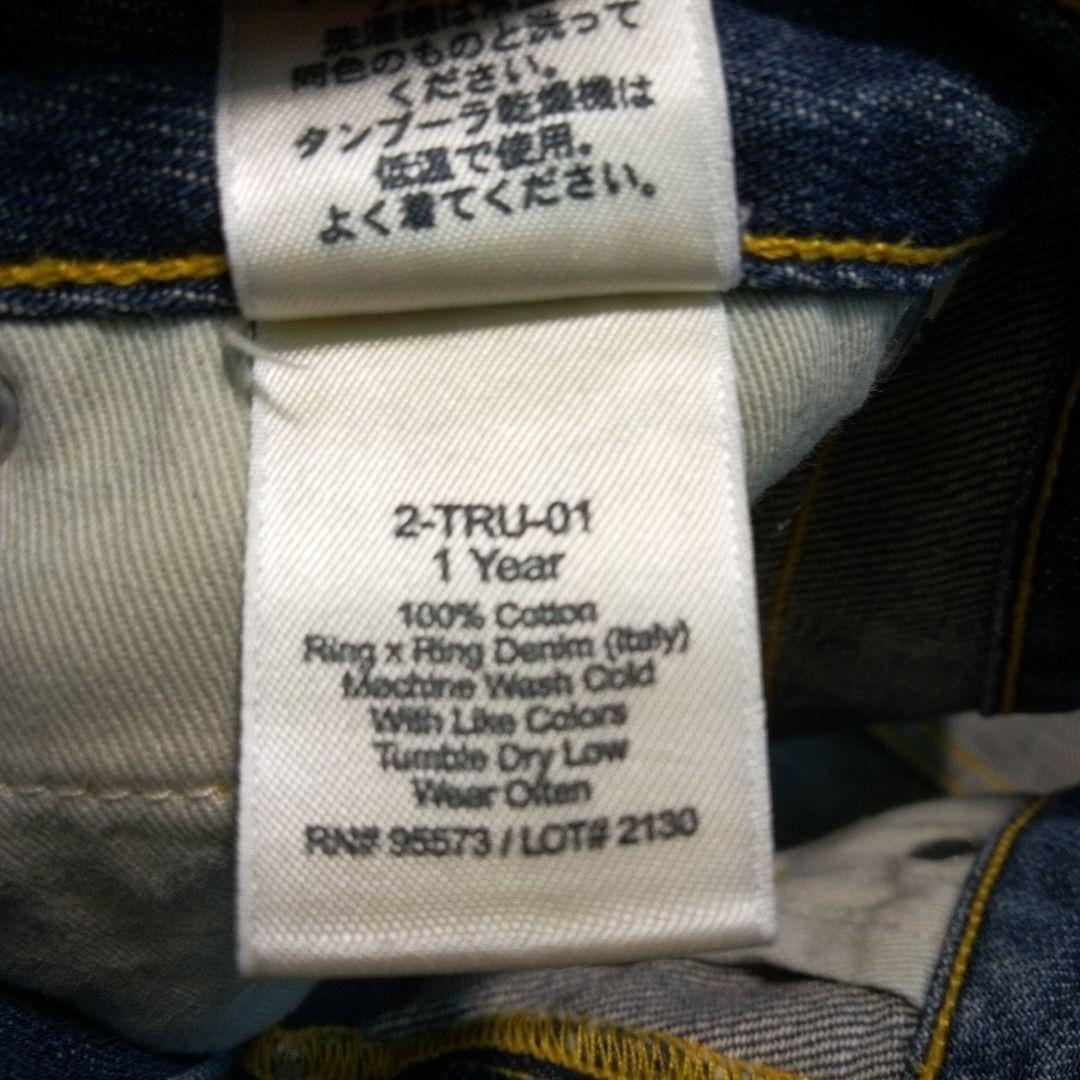 洗濯機は
同色のものと洗って
ください。
タンブーラ乾燥機は
低温で使用。
よく着てください。
2-TRU-01
1 Year
100% Cotton
Ring x Ring Denim (Italy)
Machine Wash Cold
With Like Colors
Tumble Dry Low
Wear Often
RN# 95573 / LOT# 2130